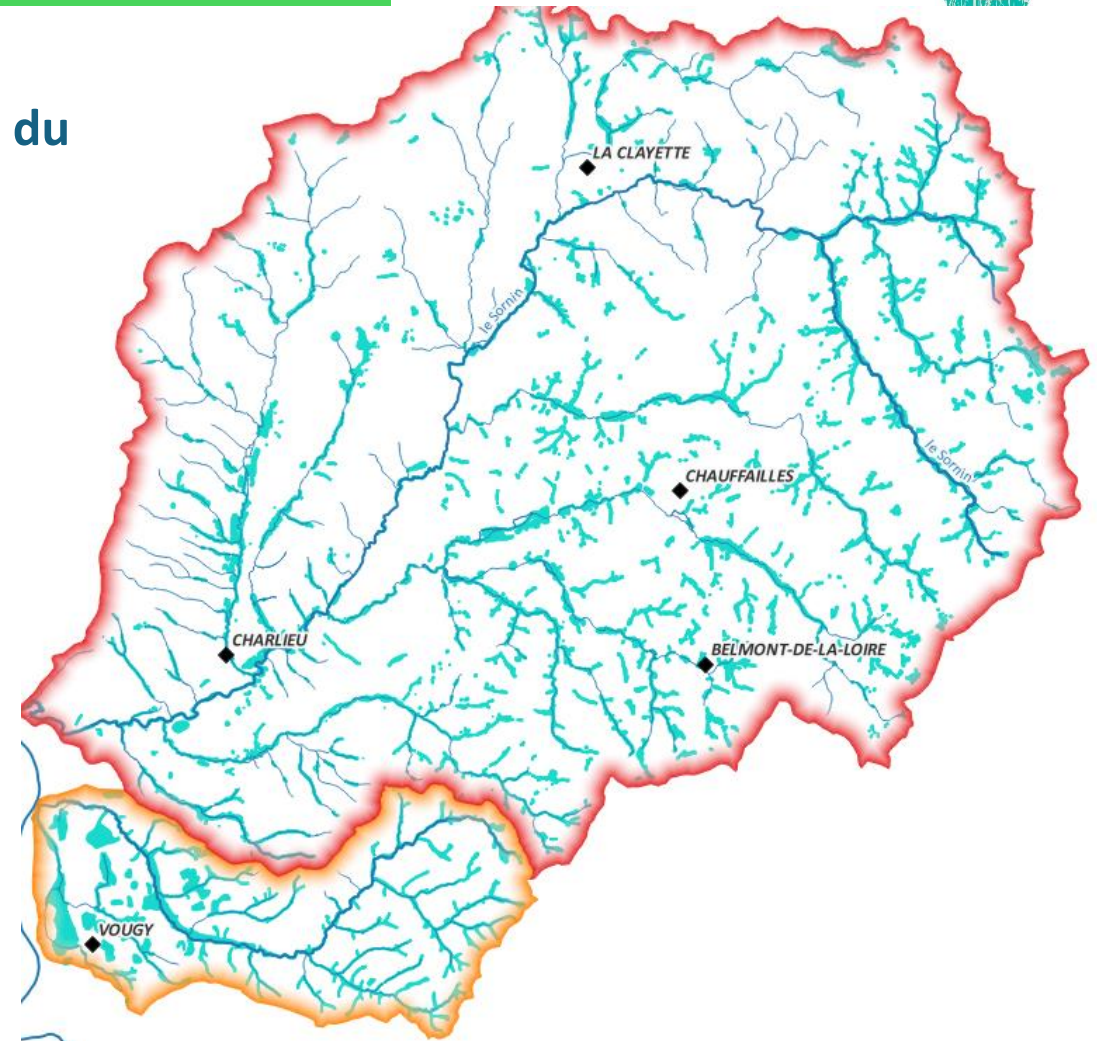 du
LA CLAYETTE
le Sornin
le Sornin
CHAUFFAILLES
CHARLIEU
BELMONT-DE-LA-LOIRE
VOUGY